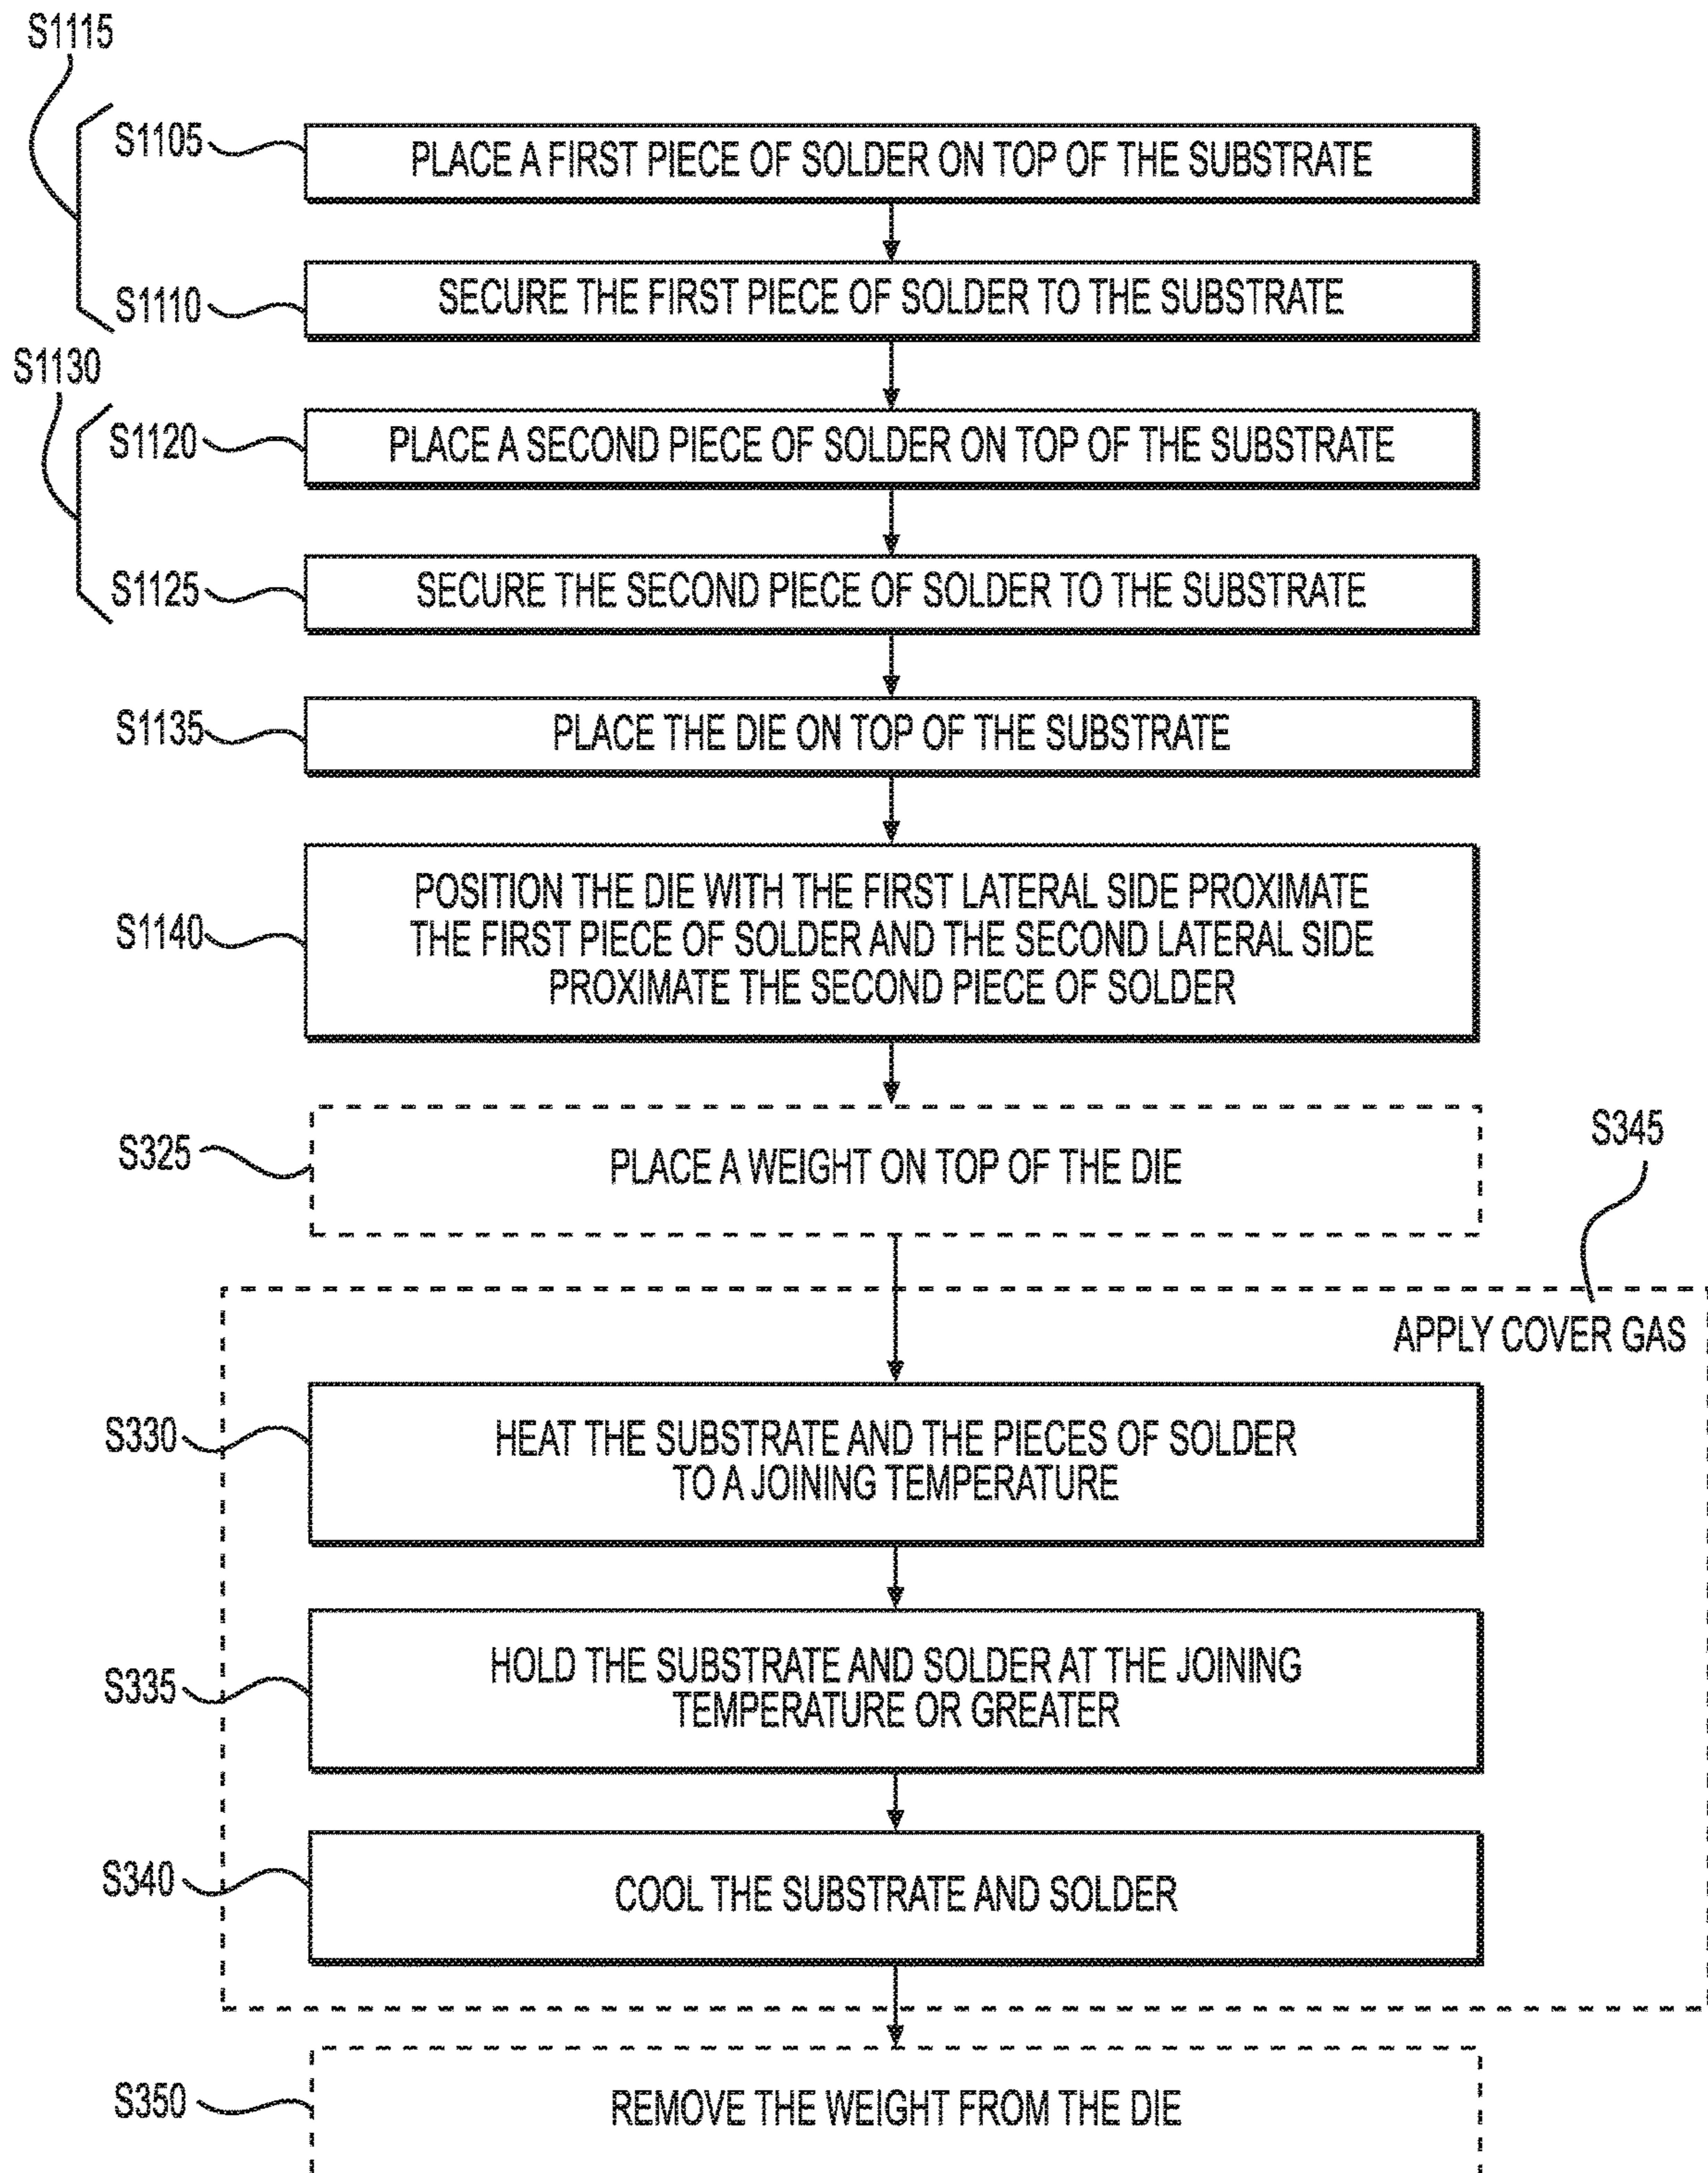 S1115
S1105
PLACE A FIRST PIECE OF SOLDER ON TOP OF THE SUBSTRATE
S1110
SECURE THE FIRST PIECE OF SOLDER TO THE SUBSTRATE
S1130
S1120
PLACE A SECOND PIECE OF SOLDER ON TOP OF THE SUBSTRATE
S1125
SECURE THE SECOND PIECE OF SOLDER TO THE SUBSTRATE
S1135
PLACE THE DIE ON TOP OF THE SUBSTRATE
S1140
POSITION THE DIE WITH THE FIRST LATERAL SIDE PROXIMATE
THE FIRST PIECE OF SOLDER AND THE SECOND LATERAL SIDE
PROXIMATE THE SECOND PIECE OF SOLDER
S325
PLACE A WEIGHT ON TOP OF THE DIE
S345
APPLY COVER GAS
S330
HEAT THE SUBSTRATE AND THE PIECES OF SOLDER
TO A JOINING TEMPERATURE
S335
HOLD THE SUBSTRATE AND SOLDER AT THE JOINING
TEMPERATURE OR GREATER
S340
COOL THE SUBSTRATE AND SOLDER
S350
REMOVE THE WEIGHT FROM THE DIE